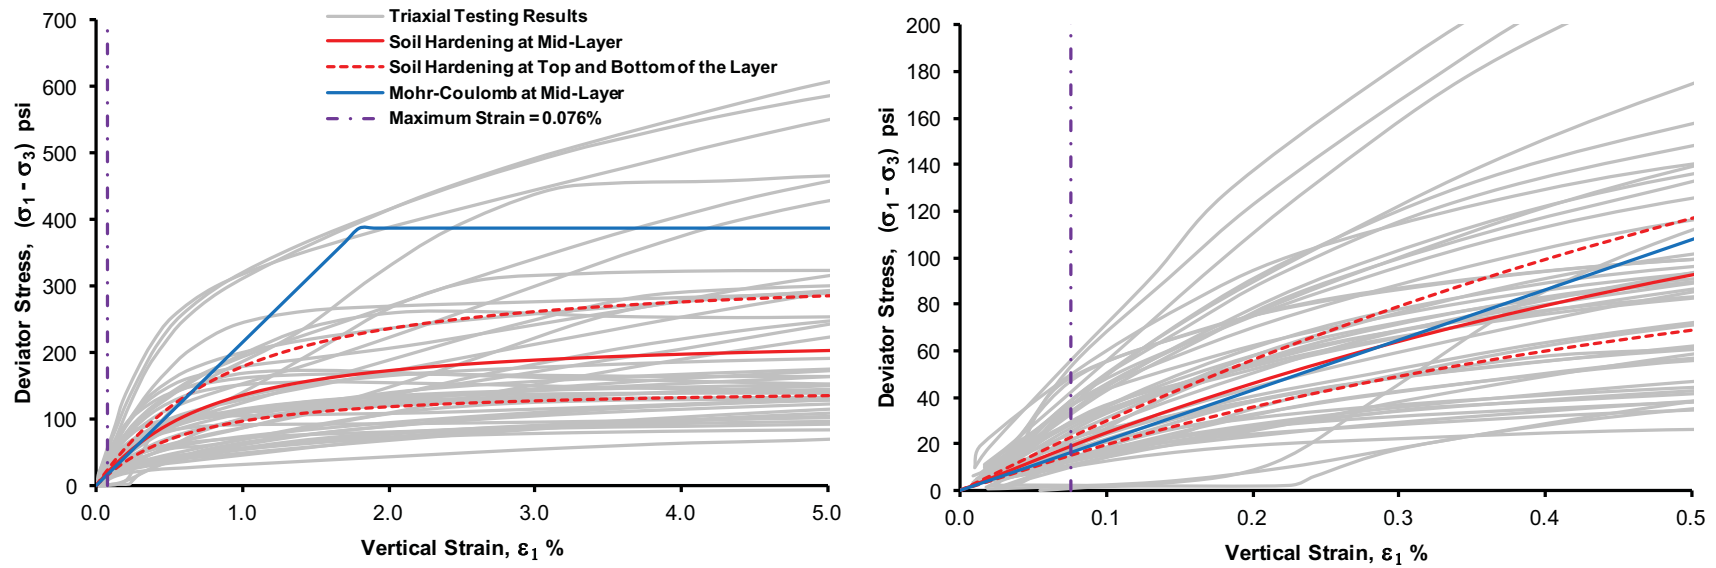 700
600
500
400
300
200
100
0
Deviator Stress, (σ1 - σ3) psi
Triaxial Testing Results
Soil Hardening at Mid-Layer
Soil Hardening at Top and Bottom of the Layer
Mohr-Coulomb at Mid-Layer
Maximum Strain = 0.076%
0.0 1.0 2.0 3.0 4.0 5.0
Vertical Strain, ε1 %
200
180
160
140
120
100
80
60
40
20
0
Deviator Stress, (σ1 - σ3) psi
0.0 0.1 0.2 0.3 0.4 0.5
Vertical Strain, ε1 %